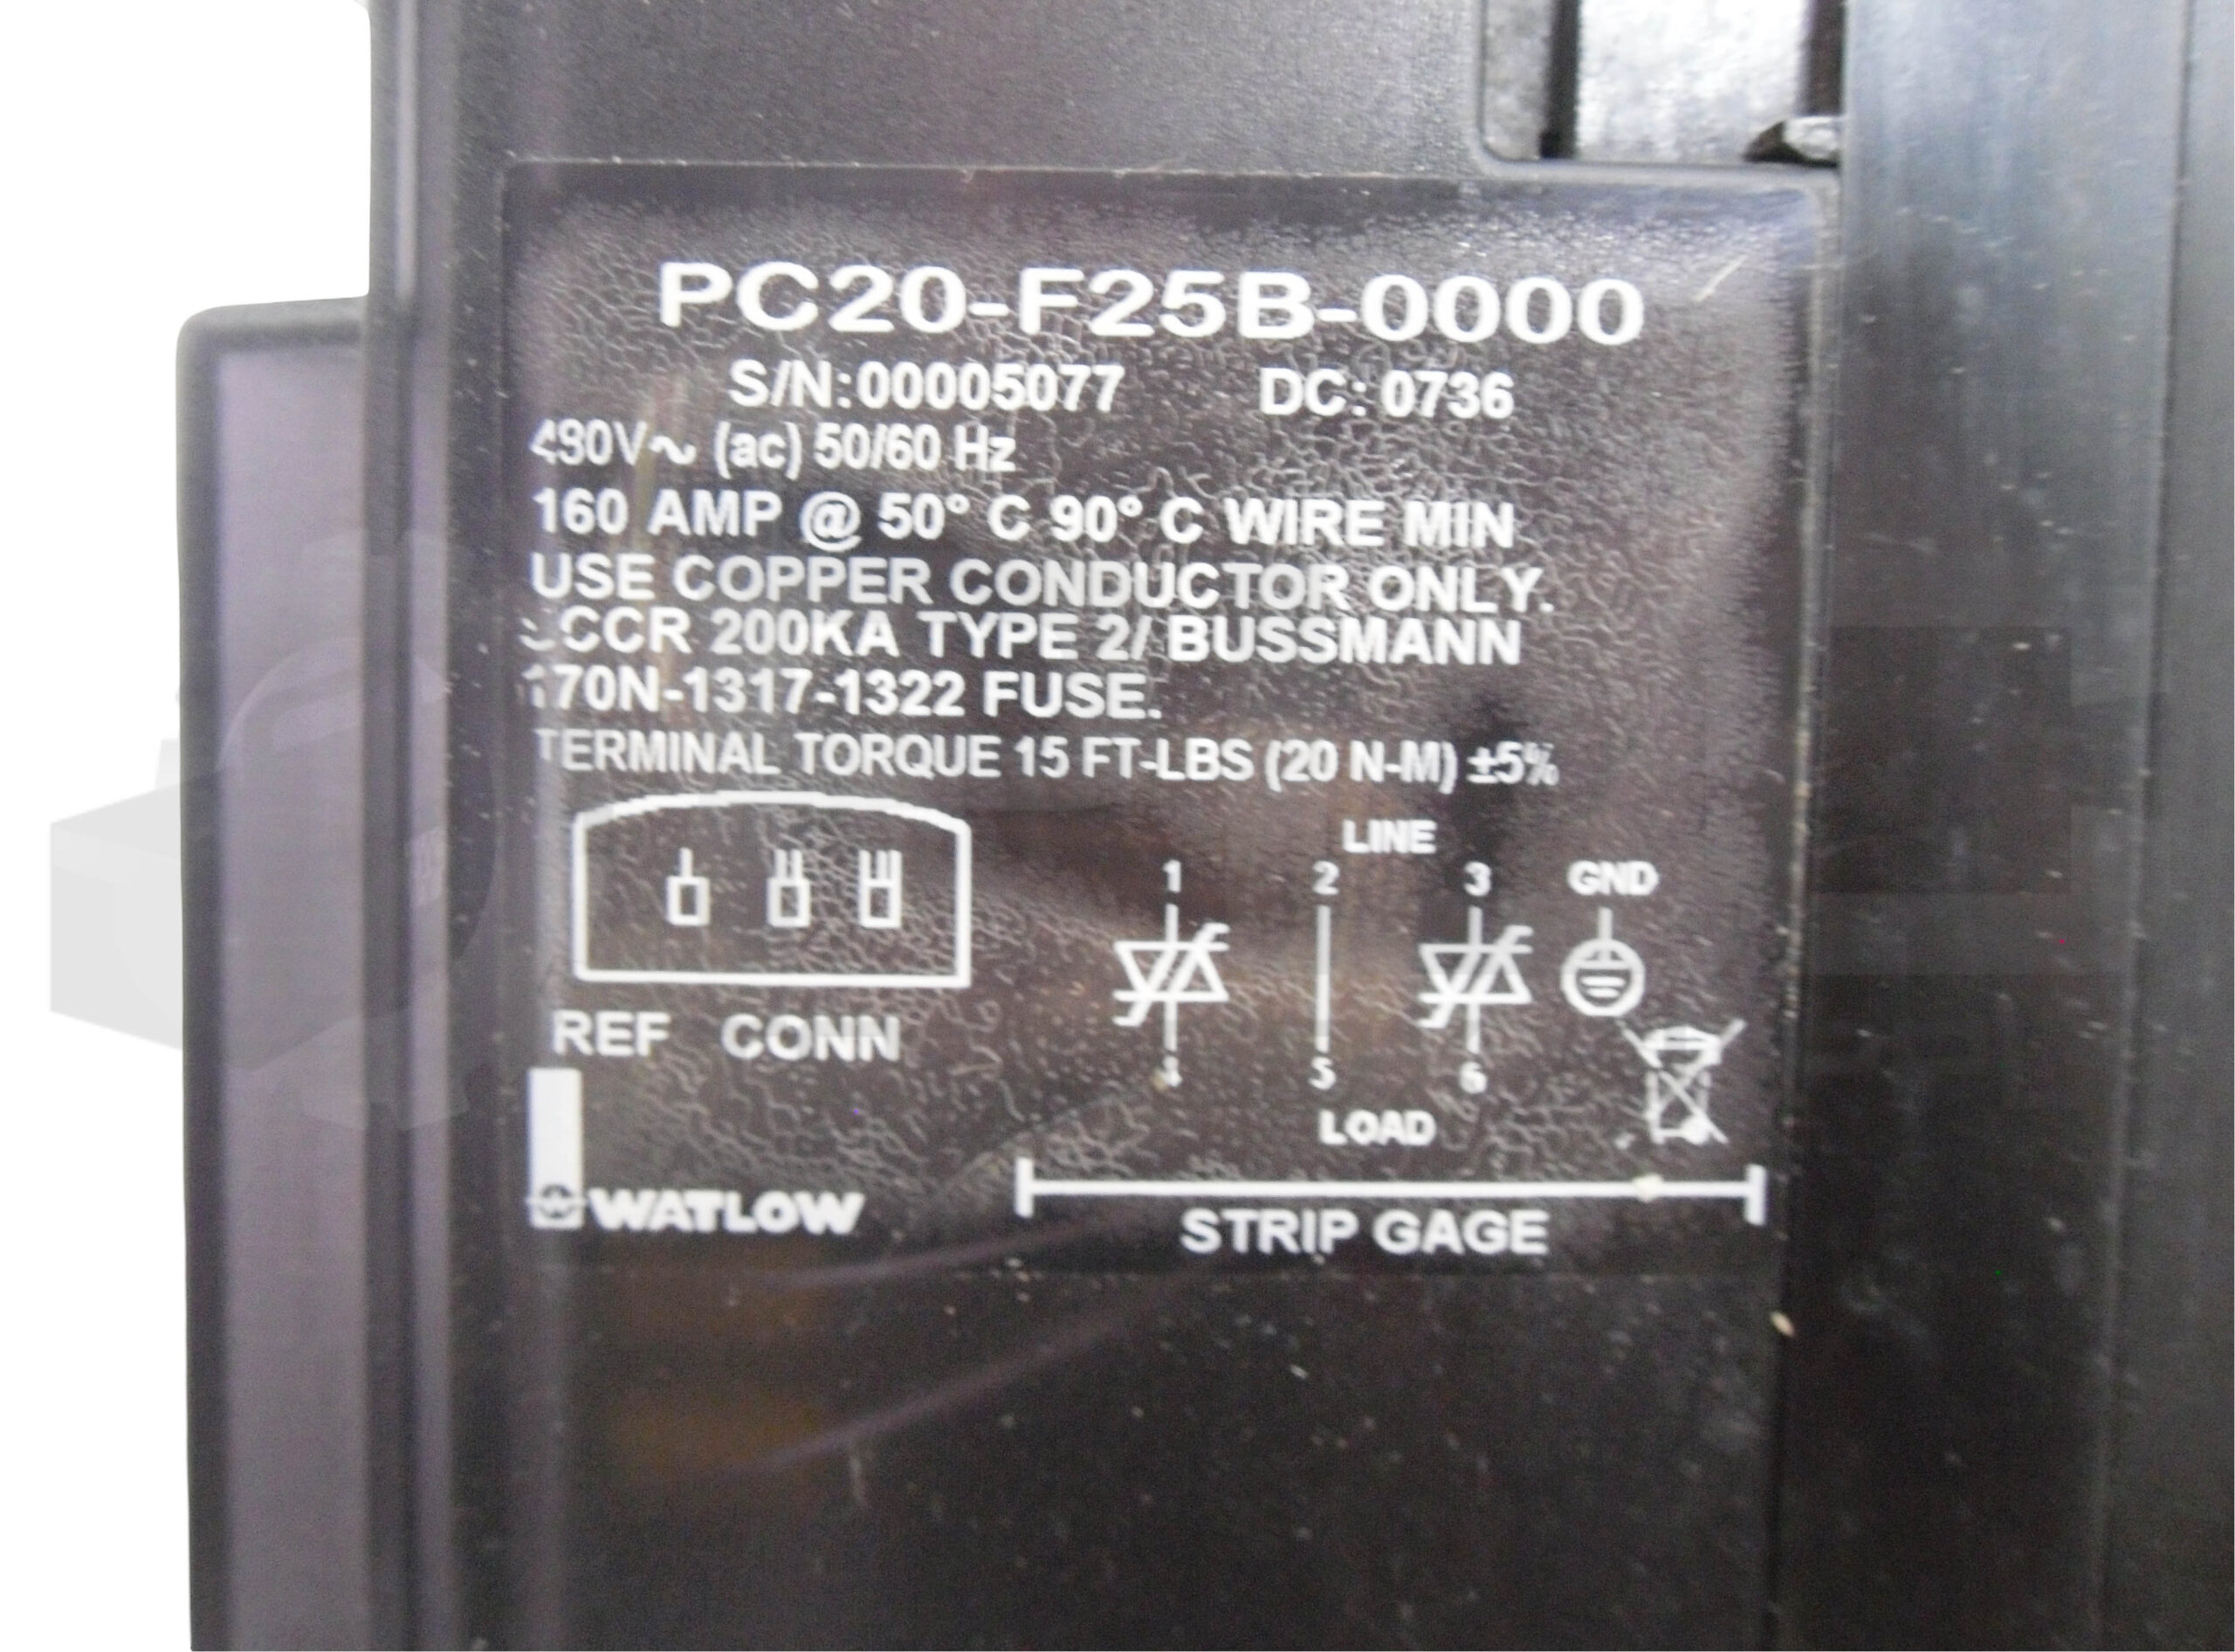 PC20-F25B-0000
S/N:00005077 DC: 0736
480V~ (ac) 50/60 Hz
160 AMP @ 50° C 90° C WIRE MIN
USE COPPER CONDUCTOR ONLY.
SCCR 200KA TYPE 2/ BUSSMANN
170N-1317-1322 FUSE.
TERMINAL TORQUE 15 FT-LBS (20 N-M) ±5%
LINE
1 2 3 GND
REF CONN
4 5 6
LOAD
WATLOW
STRIP GAGE